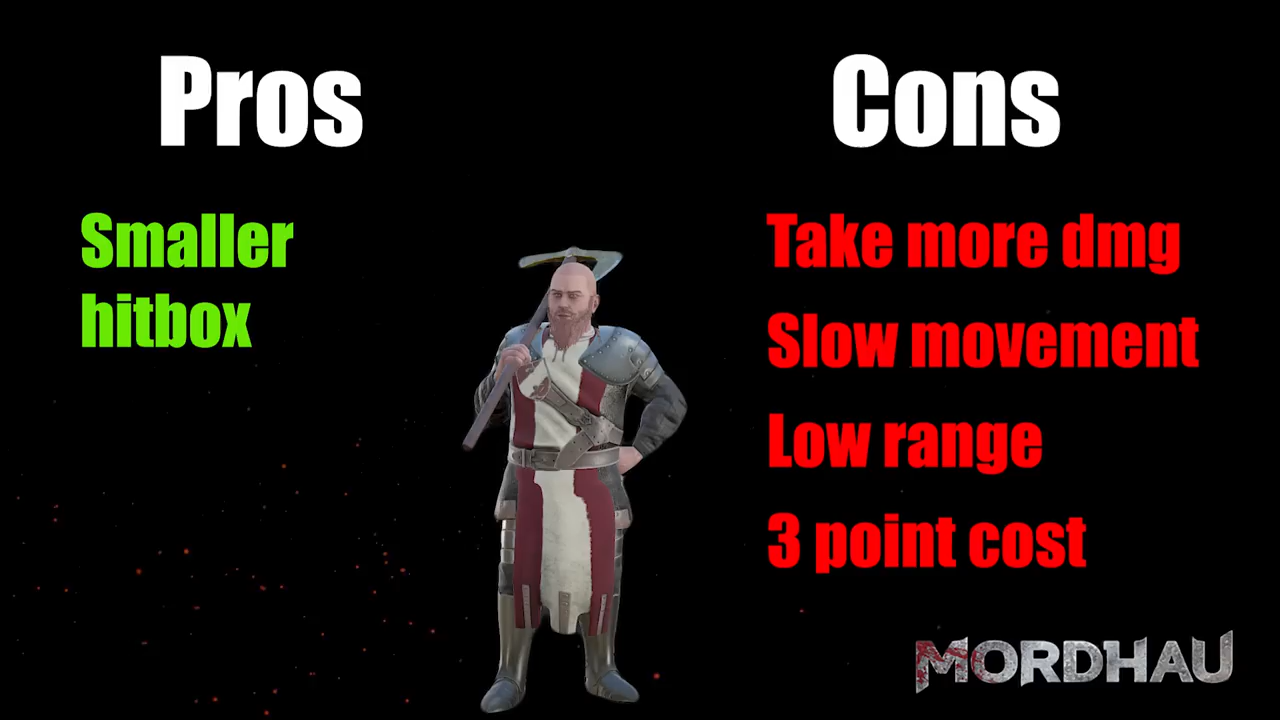 Pros
Cons
Smaller
hitbox
Take more dmg
Slow movement
Low range
3 point cost
MORDHAU